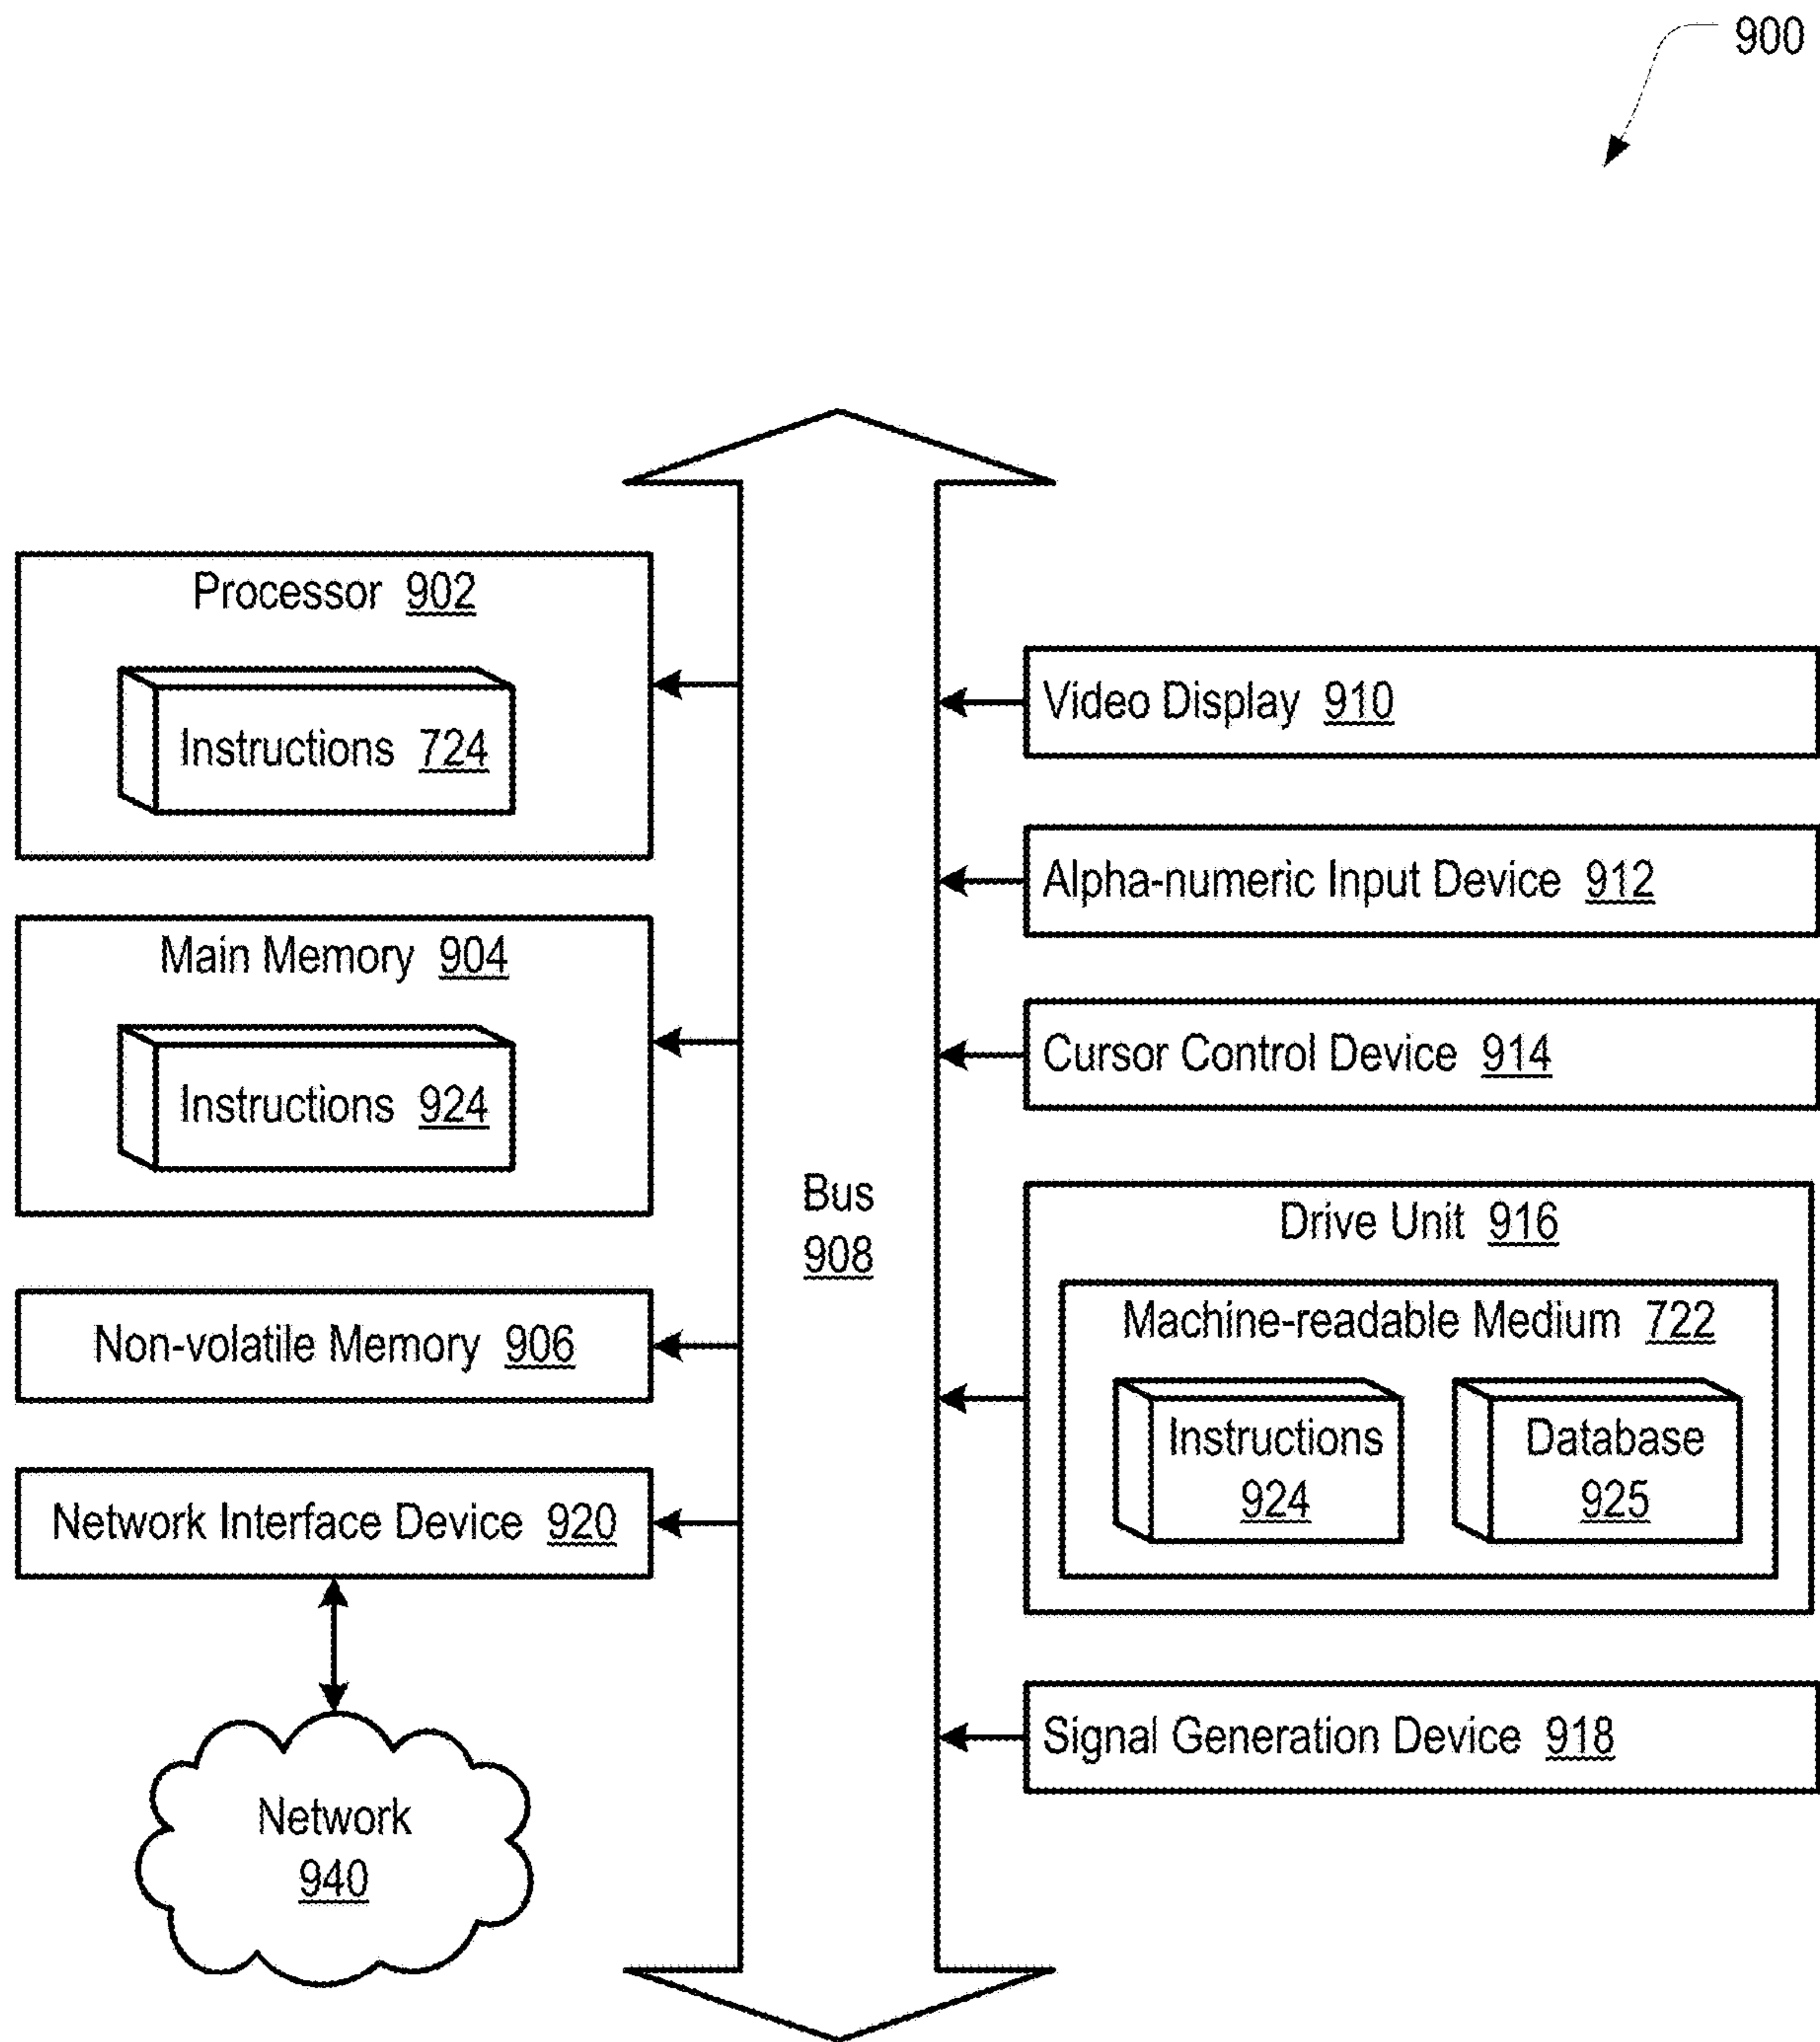 900
Processor 902
Instructions 724
Main Memory 904
Instructions 924
Non-volatile Memory 906
Network Interface Device 920
Network
940
Bus
908
Video Display 910
Alpha-numeric Input Device 912
Cursor Control Device 914
Drive Unit 916
Machine-readable Medium 722
Instructions
924
Database
925
Signal Generation Device 918